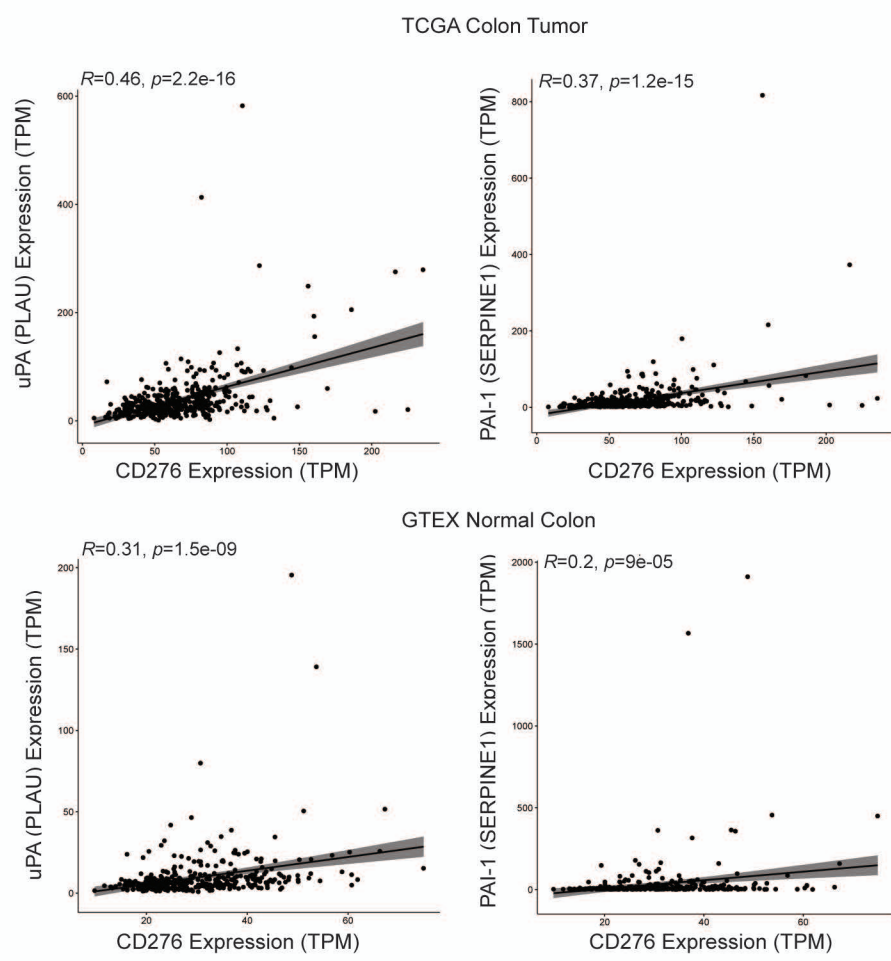 TCGA Colon Tumor
R=0.46, p=2.2e-16
600
400
200
0
0 50 100 150 200
uPA (PLAU) Expression (TPM)
CD276 Expression (TPM)
R=0.37, p=1.2e-15
800
600
400
200
0
0 50 100 150 200
PAI-1 (SERPINE1) Expression (TPM)
CD276 Expression (TPM)
GTEX Normal Colon
R=0.31, p=1.5e-09
200
150
100
50
0
20 40 60
uPA (PLAU) Expression (TPM)
CD276 Expression (TPM)
R=0.2, p=9e-05
2000
1500
1000
500
0
20 40 60
PAI-1 (SERPINE1) Expression (TPM)
CD276 Expression (TPM)